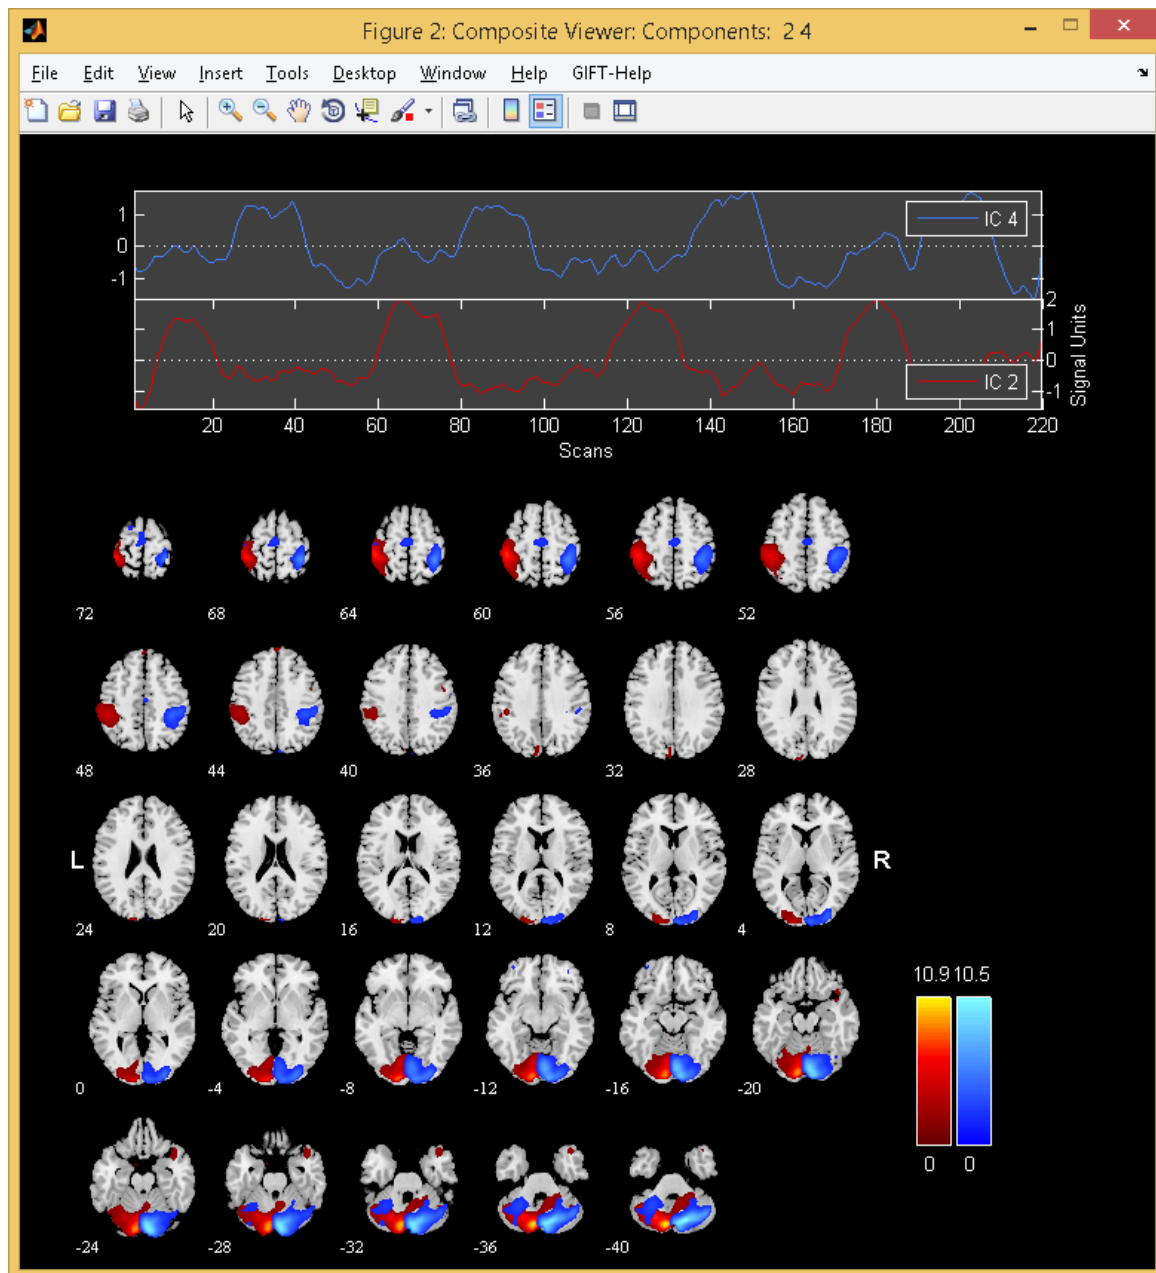 Figure 2: Composite Viewer: Components: 2 4
File Edit View Insert Tools Desktop Window Help GIFT-Help
1
0
-1
IC 4
2
1
0
-1
Signal Units
IC 2
20 40 60 80 100 120 140 160 180 200 220
Scans
72 68 64 60 56 52
48 44 40 36 32 28
L R
24 20 16 12 8 4
10.9 10.5
0 -4 -8 -12 -16 -20
0 0
-24 -28 -32 -36 -40